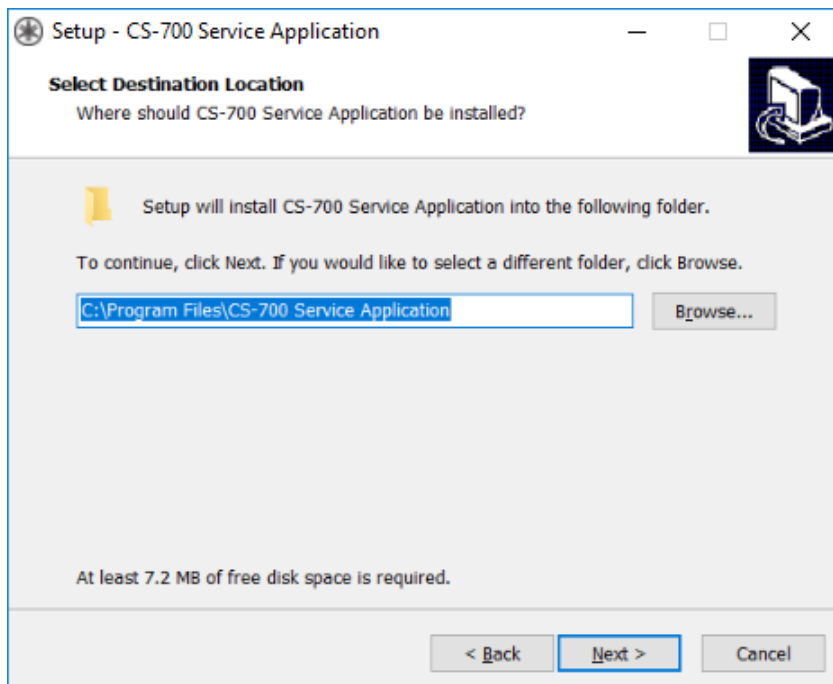 Setup - CS-700 Service Application
Select Destination Location
Where should CS-700 Service Application be installed?
Setup will install CS-700 Service Application into the following folder.
To continue, click Next. If you would like to select a different folder, click Browse.
C:\Program Files\CS-700 Service Application
Browse...
At least 7.2 MB of free disk space is required.
< Back
Next >
Cancel